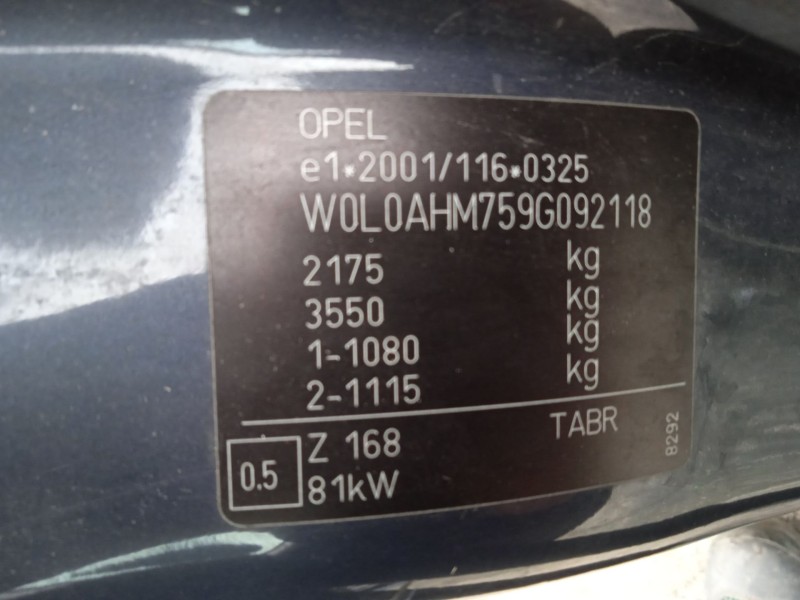 OPEL
e1*2001/116*0325
W0L0AHM759G092118
2175 kg
3550 kg
1-1080 kg
2-1115 kg
Z 168 TABR
0.5
81kW
8292